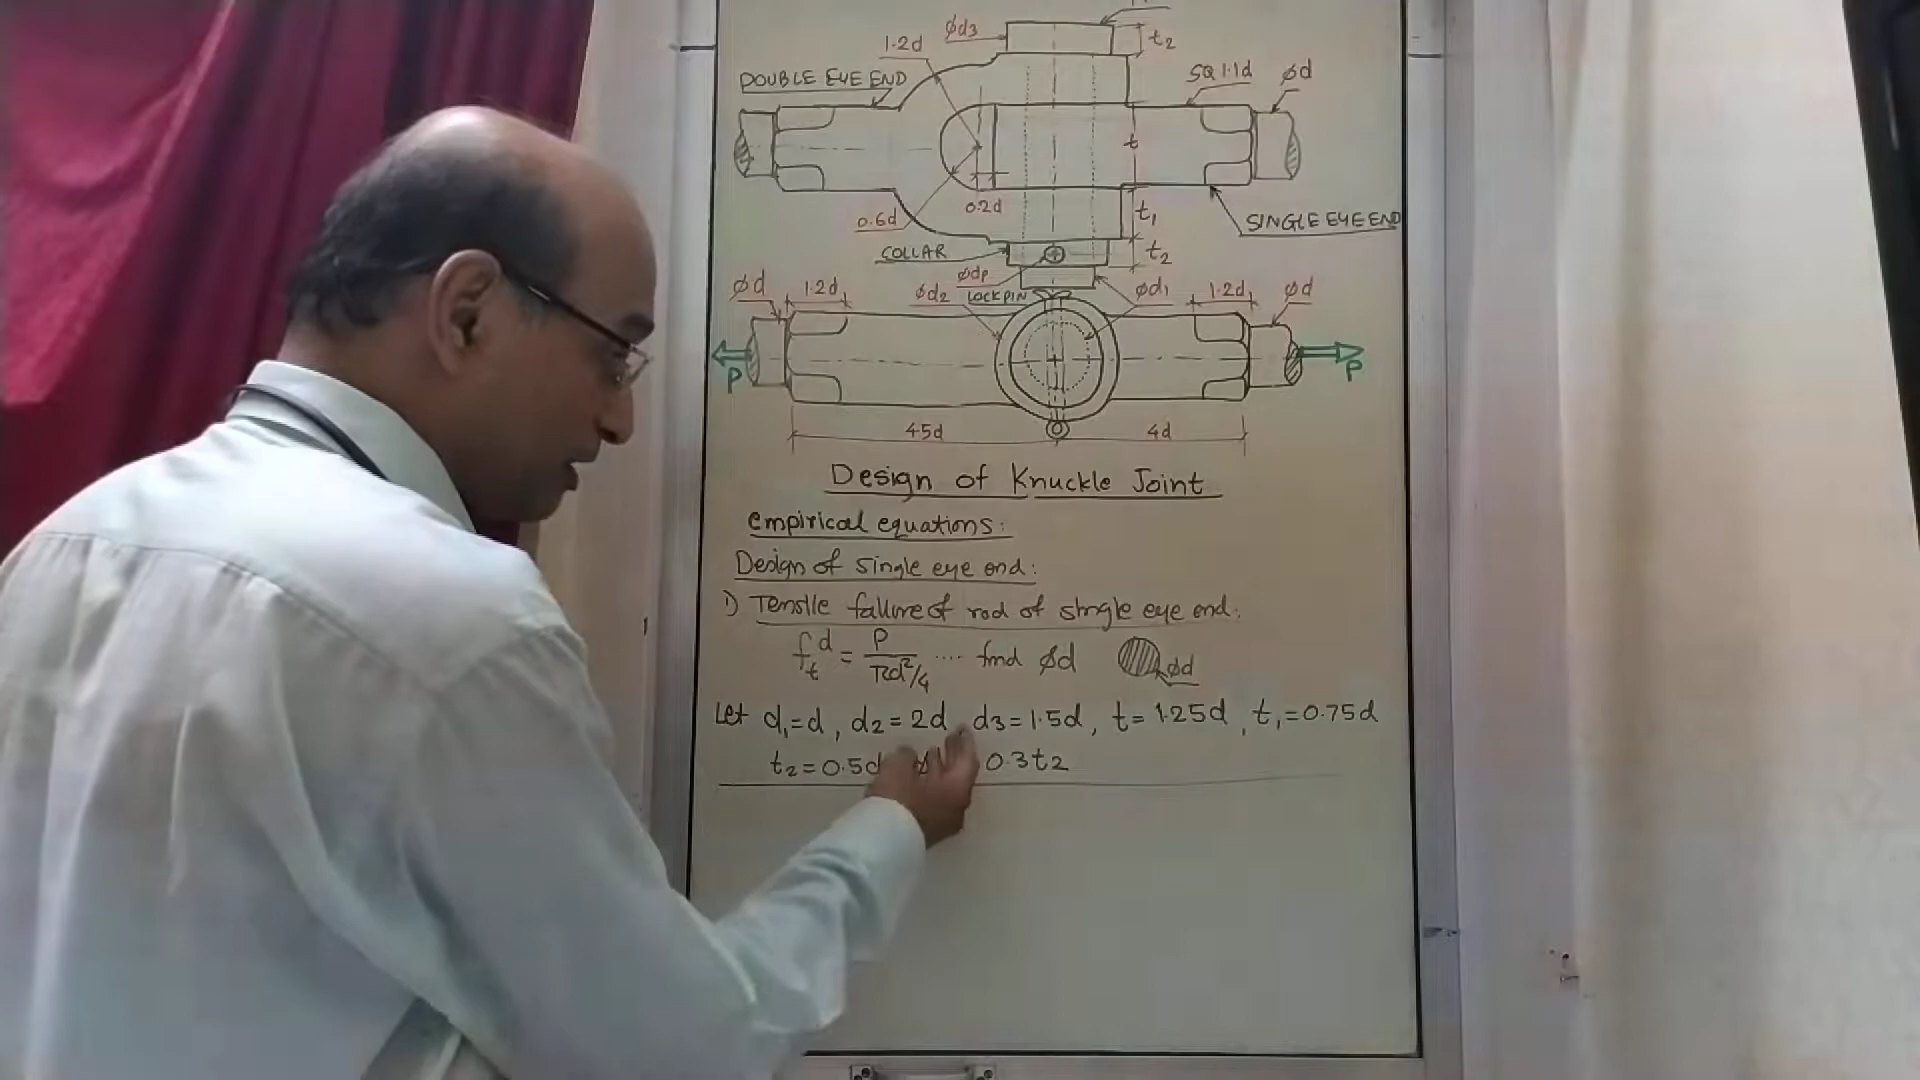 t2
ød3
1.2d
DOUBLE EYE END
SQ 1.1d
ød
t
0.6d
0.2d
t1
SINGLE EYE END
COLLAR
t2
ødp
ød
1.2d
ød2
LOCKPIN
ød1
1.2d
ød
P
P
4.5d
4d
Design of Knuckle Joint
empirical equations:
Design of single eye end:
1) Tensile failure of rod of single eye end:
ftd = P/πd²/4 .... find ød
ød
Let d1=d, d2=2d, d3=1.5d, t=1.25d, t1=0.75d
t2=0.5d 0.3t2